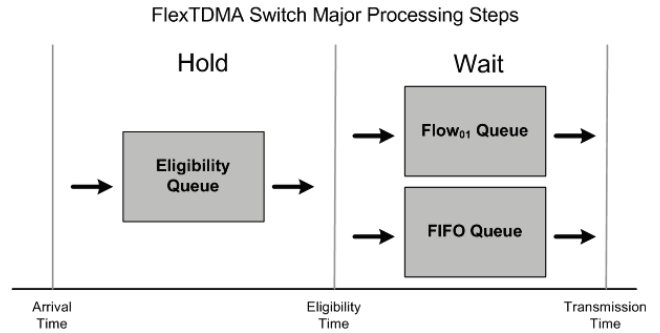 FlexTDMA Switch Major Processing Steps
Hold
Wait
Eligibility
Queue
Flow₀₁ Queue
FIFO Queue
Arrival
Time
Eligibility
Time
Transmission
Time